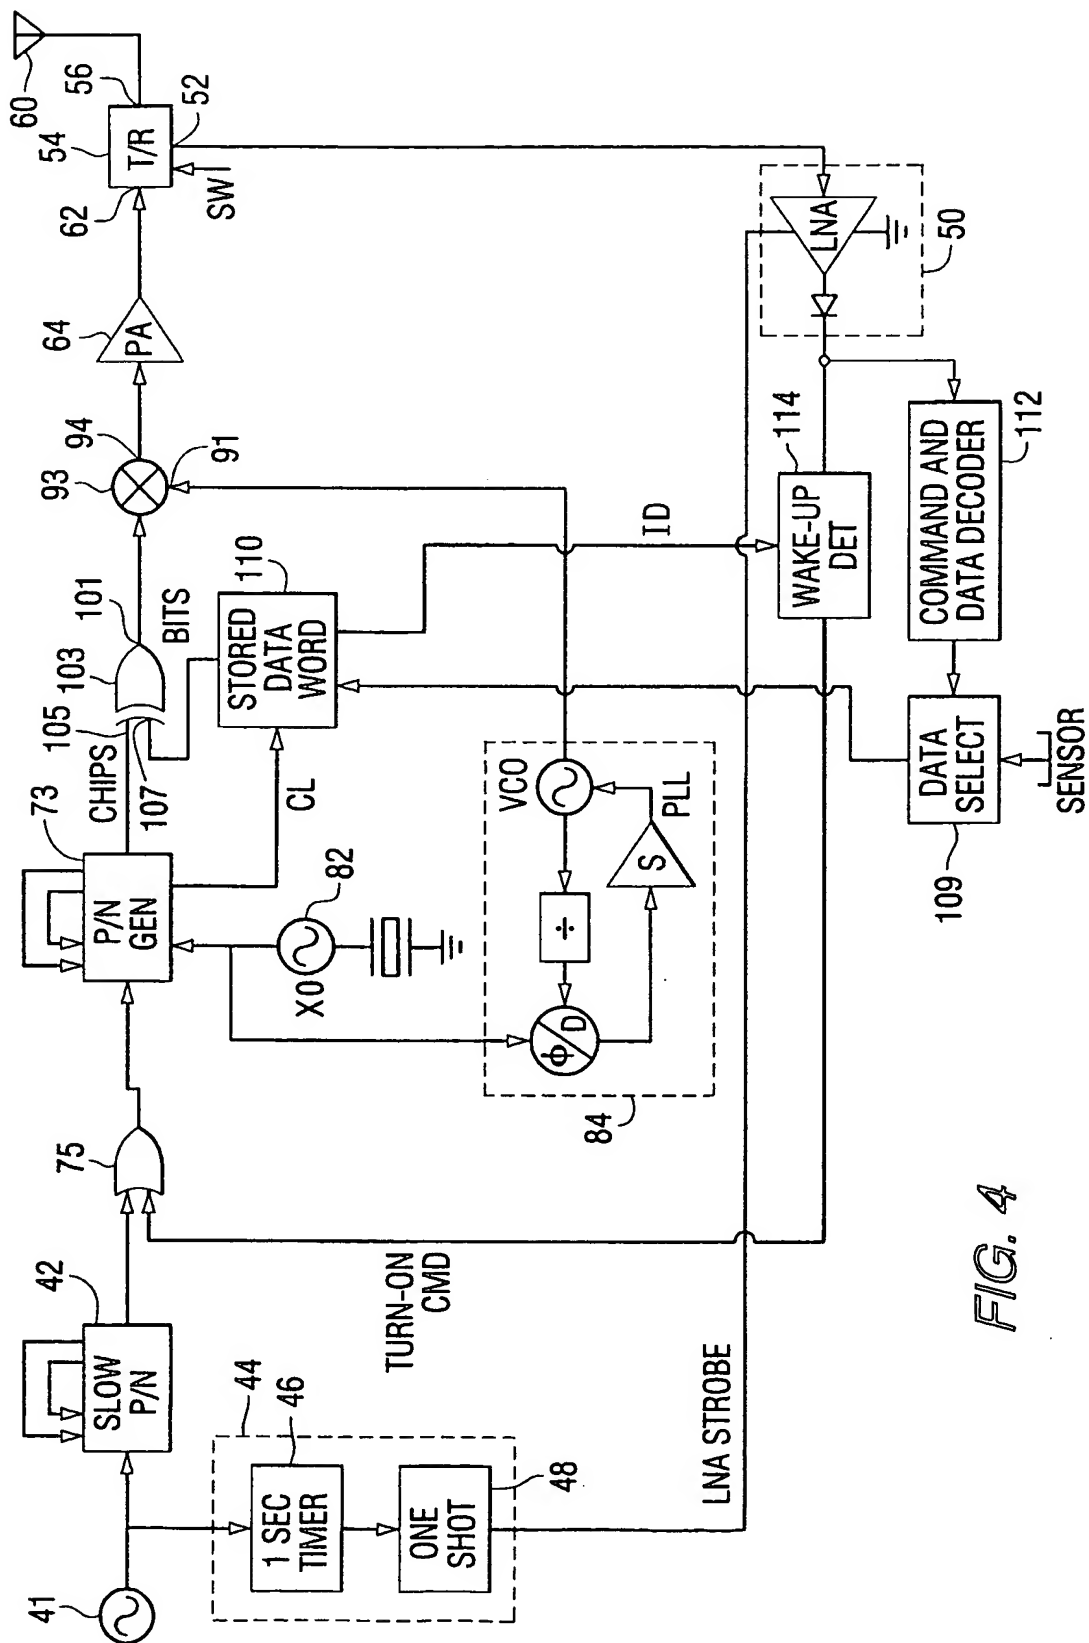 41
SLOW
P/N
42
75
P/N
GEN
73
CHIPS
105
103
101
107
BITS
93
94
91
PA
64
62
T/R
54
56
52
60
SW
44
1 SEC
TIMER
46
ONE
SHOT
48
TURN-ON
CMD
LNA STROBE
XO
82
CL
STORED
DATA
WORD
110
ID
VCO
÷
ϕ
D
S
PLL
84
LNA
50
WAKE-UP
DET
114
COMMAND AND
DATA DECODER
112
DATA
SELECT
109
SENSOR
FIG. 4